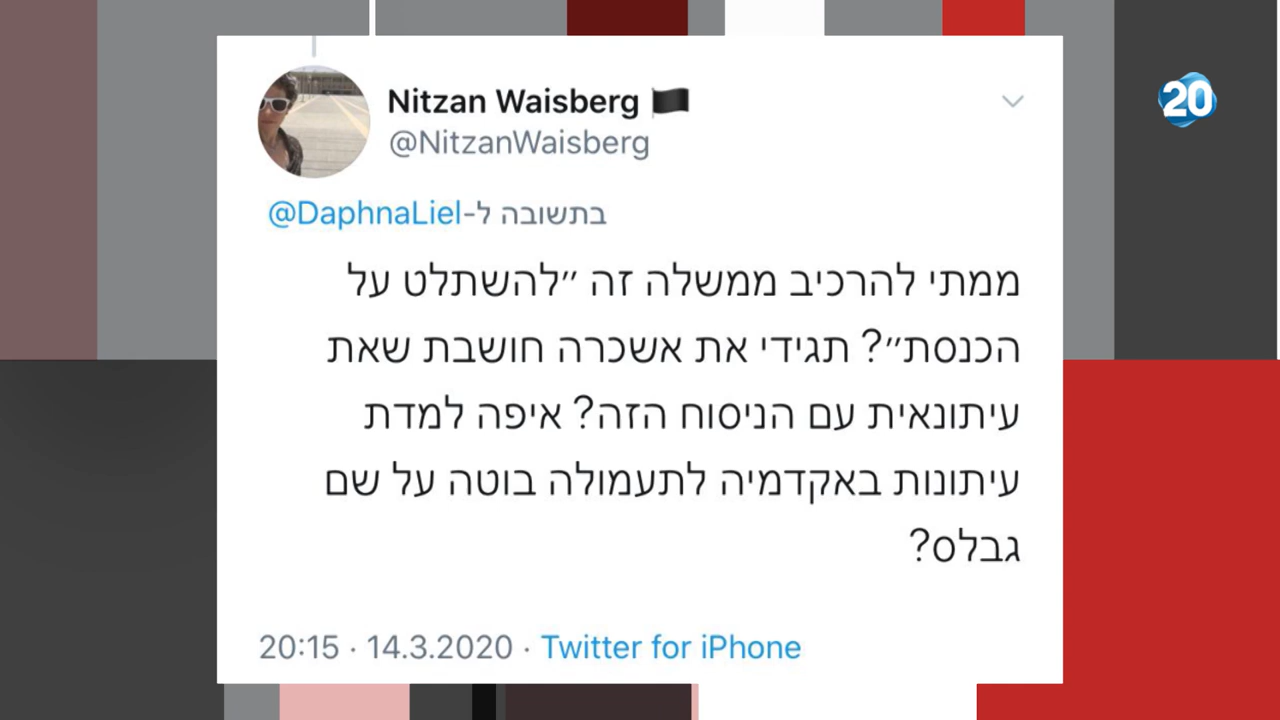 20
Nitzan Waisberg 🏴
@NitzanWaisberg
בתשובה ל-@DaphnaLiel
ממתי להרכיב ממשלה זה ״להשתלט על
הכנסת״? תגידי את אשכרה חושבת שאת
עיתונאית עם הניסוח הזה? איפה למדת
עיתונות באקדמיה לתעמולה בוטה על שם
גבלס?
20:15 · 14.3.2020 · Twitter for iPhone